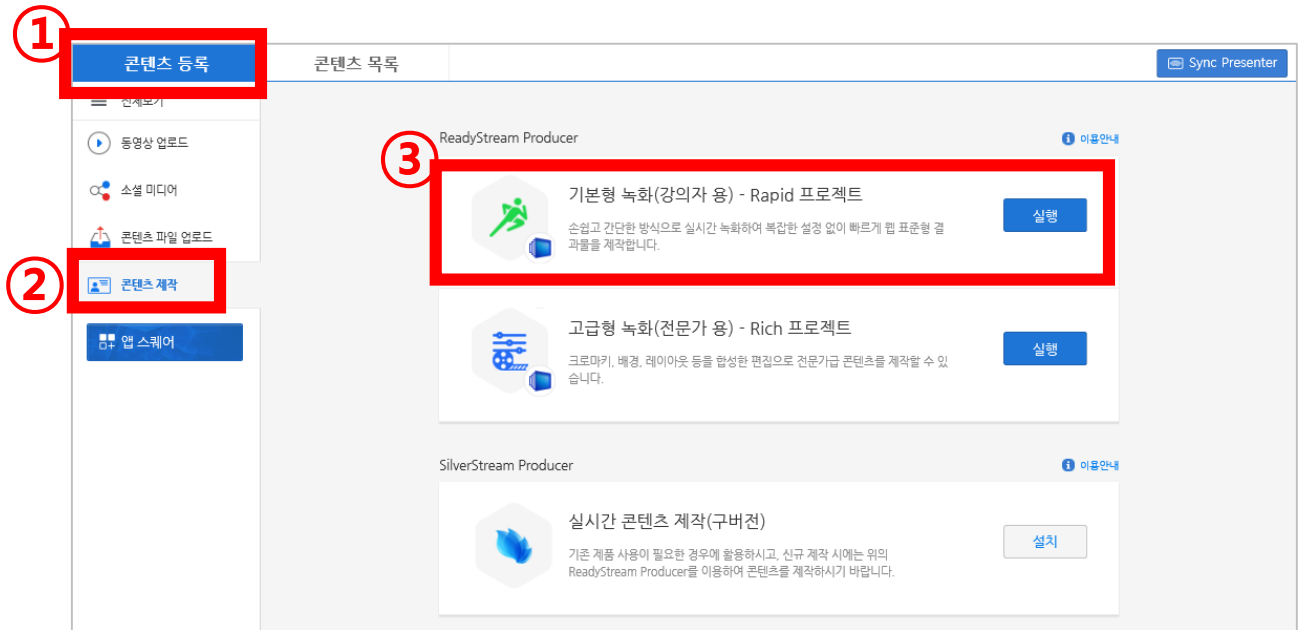 ①
콘텐츠 등록
콘텐츠 목록
Sync Presenter
전체보기
동영상 업로드
소셜 미디어
콘텐츠 파일 업로드
②
콘텐츠 제작
앱 스퀘어
ReadyStream Producer
이용안내
③
기본형 녹화(강의자 용) - Rapid 프로젝트
손쉽고 간단한 방식으로 실시간 녹화하여 복잡한 설정 없이 빠르게 웹 표준형 결
과물을 제작합니다.
실행
고급형 녹화(전문가 용) - Rich 프로젝트
크로마키, 배경, 레이아웃 등을 합성한 편집으로 전문가급 콘텐츠를 제작할 수 있
습니다.
실행
SilverStream Producer
이용안내
실시간 콘텐츠 제작(구버전)
기존 제품 사용이 필요한 경우에 활용하시고, 신규 제작 시에는 위의
ReadyStream Producer를 이용하여 콘텐츠를 제작하시기 바랍니다.
설치